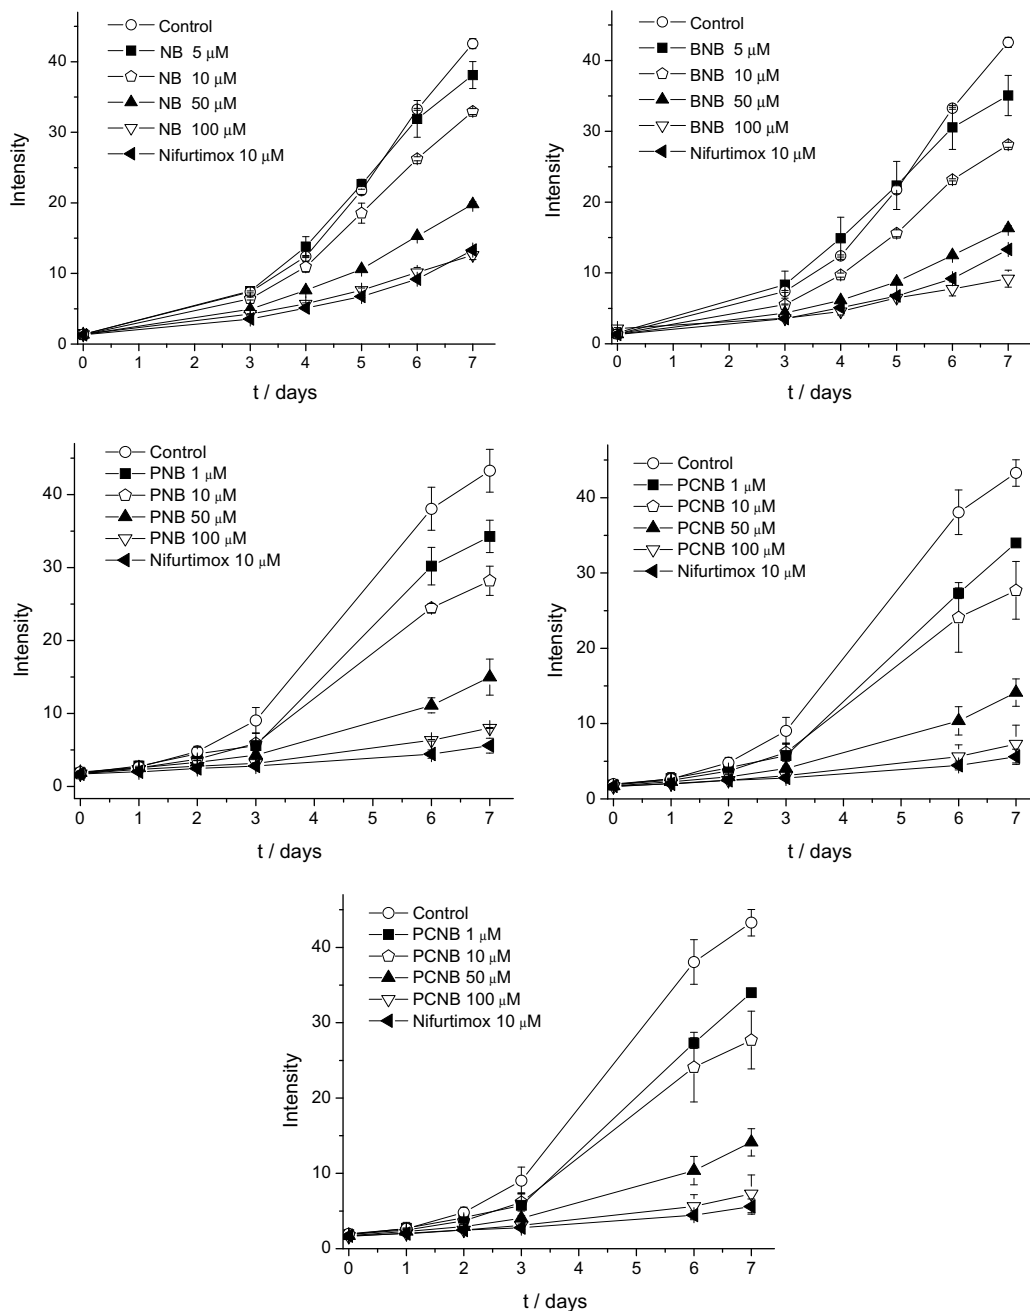 Control
NB 5 μM
NB 10 μM
NB 50 μM
NB 100 μM
Nifurtimox 10 μM
Intensity
40
30
20
10
0
0 1 2 3 4 5 6 7
t / days
Control
BNB 5 μM
BNB 10 μM
BNB 50 μM
BNB 100 μM
Nifurtimox 10 μM
Intensity
40
30
20
10
0
0 1 2 3 4 5 6 7
t / days
Control
PNB 1 μM
PNB 10 μM
PNB 50 μM
PNB 100 μM
Nifurtimox 10 μM
Intensity
40
30
20
10
0
0 1 2 3 4 5 6 7
t / days
Control
PCNB 1 μM
PCNB 10 μM
PCNB 50 μM
PCNB 100 μM
Nifurtimox 10 μM
Intensity
40
30
20
10
0
0 1 2 3 4 5 6 7
t / days
Control
PCNB 1 μM
PCNB 10 μM
PCNB 50 μM
PCNB 100 μM
Nifurtimox 10 μM
Intensity
40
30
20
10
0
0 1 2 3 4 5 6 7
t / days